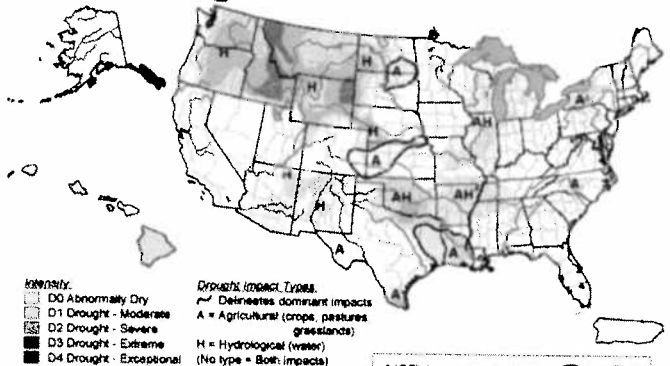 H
H
A
H
A
AH
H
A
H
AH
AH
A
H
A
A
A
Intensity:
D0 Abnormally Dry
D1 Drought - Moderate
D2 Drought - Severe
D3 Drought - Extreme
D4 Drought - Exceptional
Drought Impact Types:
Delineates dominant impacts
A = Agricultural (crops, pastures
grasslands)
H = Hydrological (water)
(No type = Both impacts)